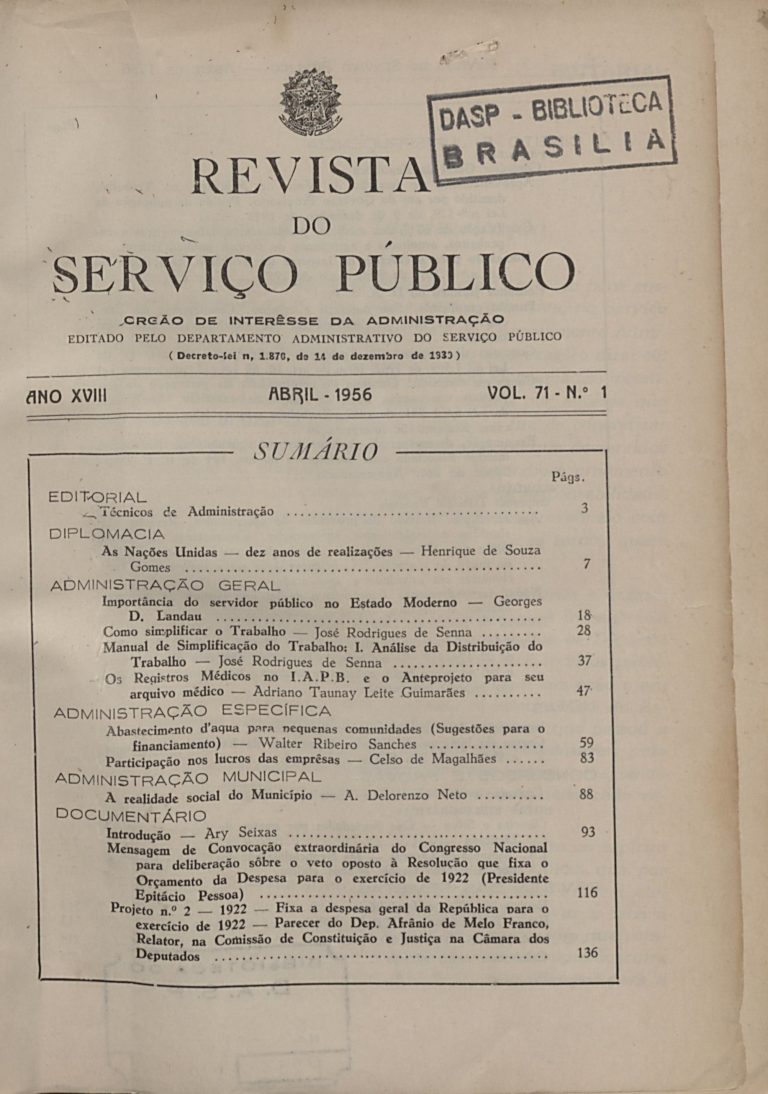 DASP - BIBLIOTECA
BRASILIA
REVISTA
DO
SERVIÇO PÚBLICO
ORGÃO DE INTERÊSSE DA ADMINISTRAÇÃO
EDITADO PELO DEPARTAMENTO ADMINISTRATIVO DO SERVIÇO PÚBLICO
( Decreto-lei n, 1.870, de 14 de dezembro de 1939 )
ANO XVIII ABRIL - 1956 VOL. 71 - N.º 1
SUMÁRIO
Págs.
EDITORIAL
Técnicos de Administração .................................... 3
DIPLOMACIA
As Nações Unidas — dez anos de realizações — Henrique de Souza
Gomes .................................................... 7
ADMINISTRAÇÃO GERAL
Importância do servidor público no Estado Moderno — Georges
D. Landau ................................................ 18
Como simplificar o Trabalho — José Rodrigues de Senna ......... 28
Manual de Simplificação do Trabalho: I. Análise da Distribuição do
Trabalho — José Rodrigues de Senna ...................... 37
Os Registros Médicos no I.A.P.B. e o Anteprojeto para seu
arquivo médico — Adriano Taunay Leite Guimarães .......... 47
ADMINISTRAÇÃO ESPECÍFICA
Abastecimento d'aqua para pequenas comunidades (Sugestões para o
financiamento) — Walter Ribeiro Sanches ................. 59
Participação nos lucros das emprêsas — Celso de Magalhães ...... 83
ADMINISTRAÇÃO MUNICIPAL
A realidade social do Município — A. Delorenzo Neto .......... 88
DOCUMENTÁRIO
Introdução — Ary Seixas ...................................... 93
Mensagem de Convocação extraordinária do Congresso Nacional
para deliberação sôbre o veto oposto à Resolução que fixa o
Orçamento da Despesa para o exercício de 1922 (Presidente
Epitácio Pessoa) .......................................... 116
Projeto n.º 2 — 1922 — Fixa a despesa geral da República para o
exercício de 1922 — Parecer do Dep. Afrânio de Melo Franco,
Relator, na Comissão de Constituição e Justiça na Câmara dos
Deputados ................................................ 136